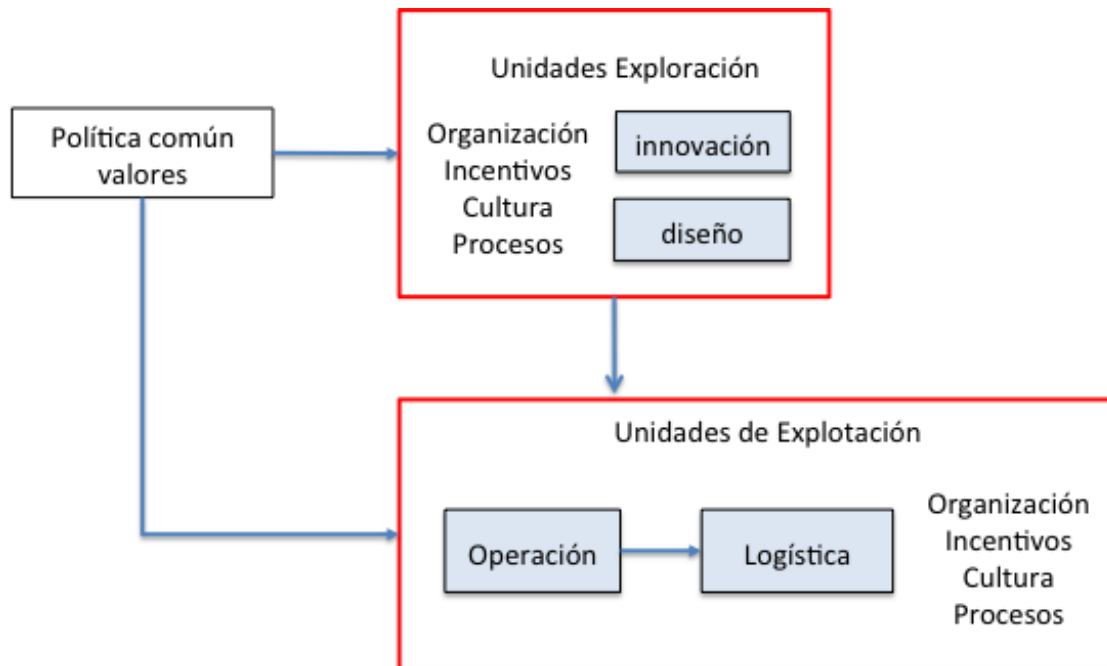 Unidades Exploración
Política común
valores
Organización
Incentivos
Cultura
Procesos
innovación
diseño
Unidades de Explotación
Operación
Logística
Organización
Incentivos
Cultura
Procesos